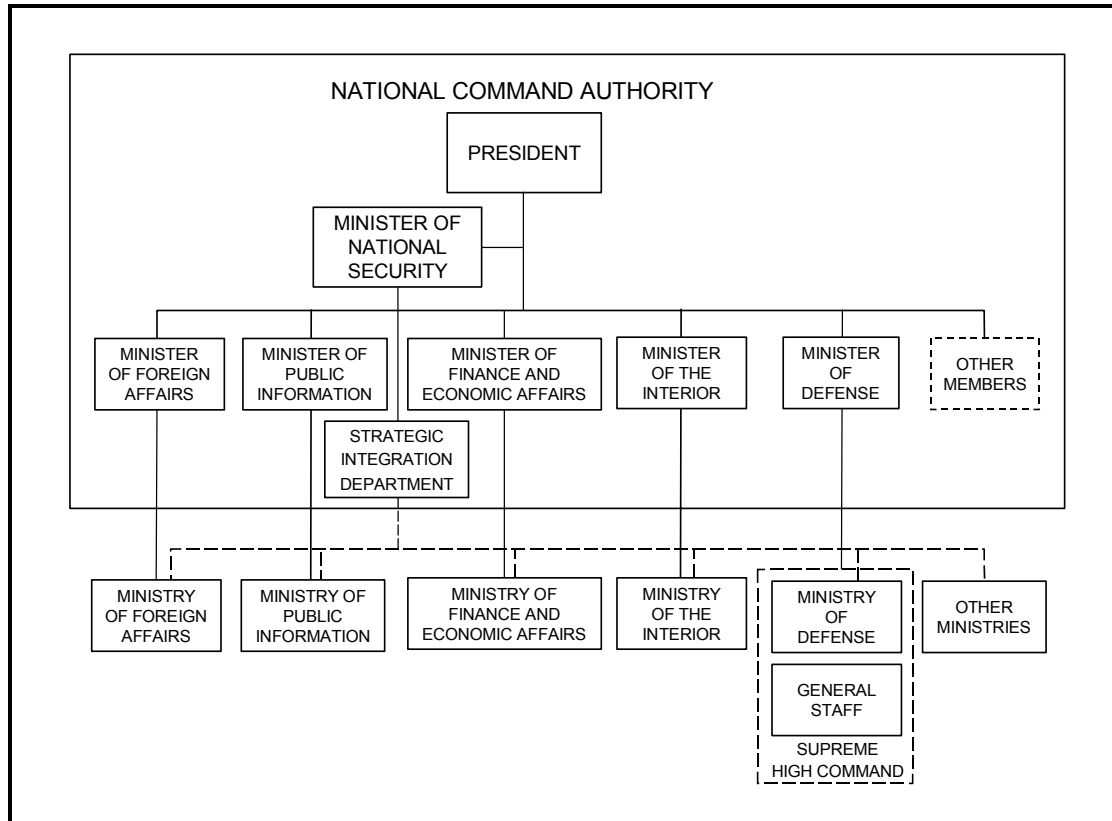 NATIONAL COMMAND AUTHORITY
PRESIDENT
MINISTER OF
NATIONAL
SECURITY
MINISTER
OF FOREIGN
AFFAIRS
MINISTER OF
PUBLIC
INFORMATION
MINISTER OF
FINANCE AND
ECONOMIC AFFAIRS
MINISTER
OF THE
INTERIOR
MINISTER
OF
DEFENSE
OTHER
MEMBERS
STRATEGIC
INTEGRATION
DEPARTMENT
MINISTRY
OF FOREIGN
AFFAIRS
MINISTRY OF
PUBLIC
INFORMATION
MINISTRY OF
FINANCE AND
ECONOMIC AFFAIRS
MINISTRY
OF THE
INTERIOR
MINISTRY
OF
DEFENSE
OTHER
MINISTRIES
GENERAL
STAFF
SUPREME
HIGH COMMAND